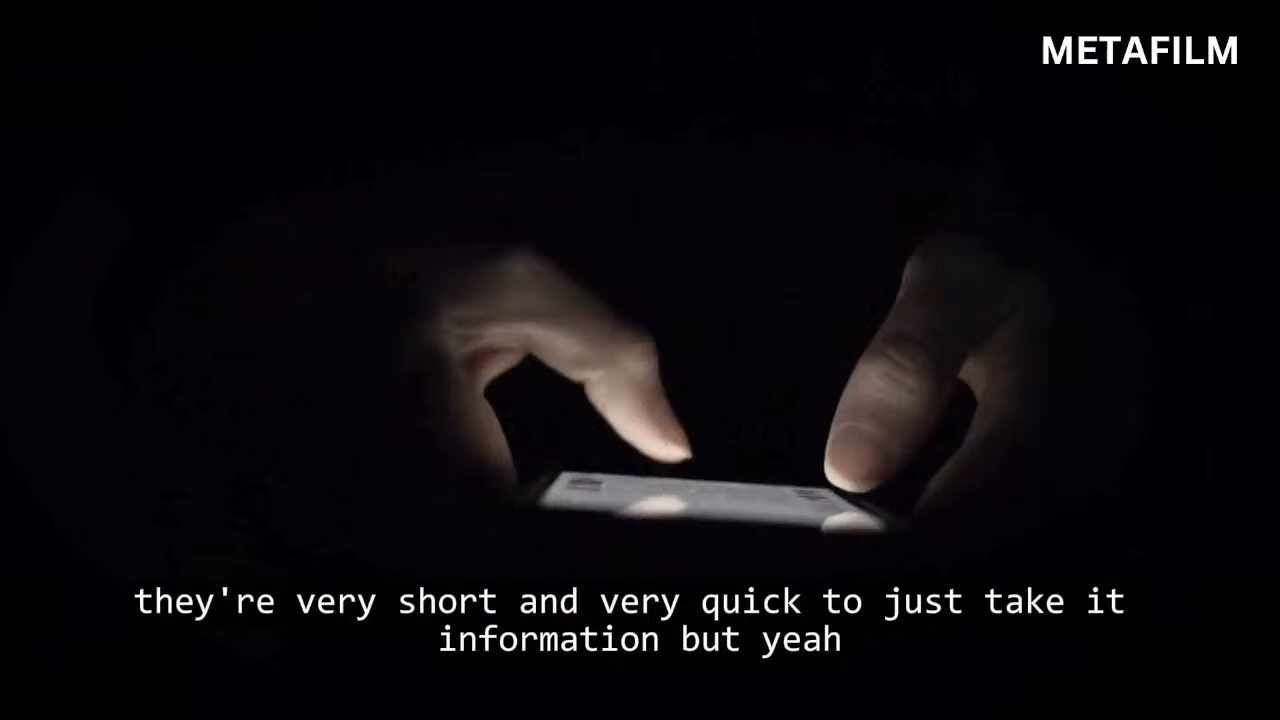 METAFILM
they're very short and very quick to just take it
information but yeah